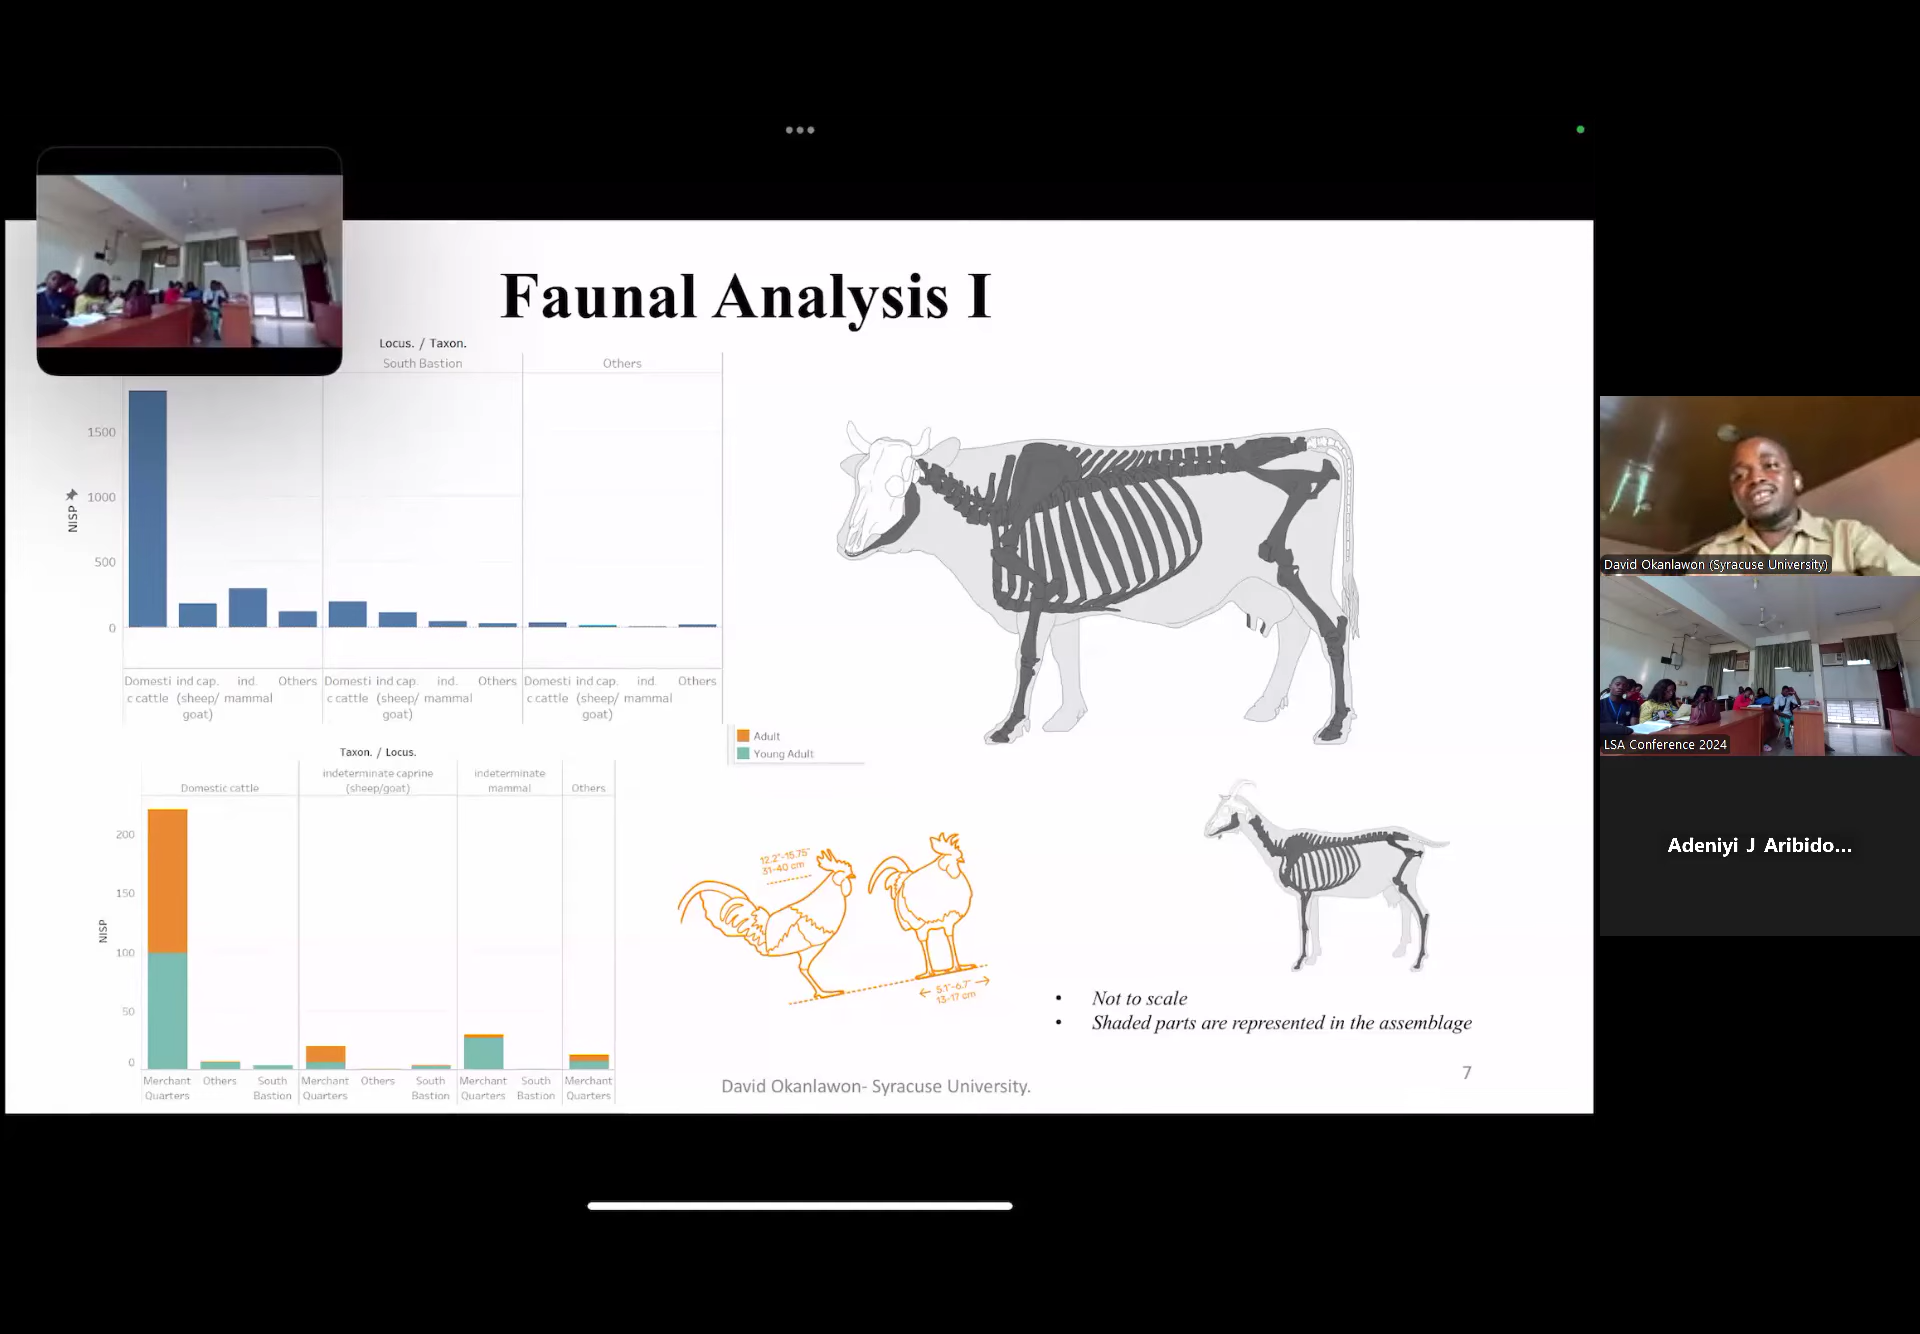 Faunal Analysis I
Locus. / Taxon.
South Bastion
Others
1500
1000
500
0
NISP
Domesti ind cap. ind. Others Domesti ind cap. ind. Others Domesti ind cap. ind. Others
c cattle (sheep/ mammal c cattle (sheep/ mammal c cattle (sheep/ mammal
goat) goat) goat)
Adult
Young Adult
Taxon. / Locus.
Domestic cattle
indeterminate caprine
(sheep/goat)
indeterminate
mammal
Others
200
150
100
50
0
NISP
Merchant Others South Merchant Others South Merchant South Merchant
Quarters Bastion Quarters Bastion Quarters Bastion Quarters
12.2"-15.75"
31-40 cm
5.1"-6.7"
13-17 cm
• Not to scale
• Shaded parts are represented in the assemblage
David Okanlawon- Syracuse University.
7
David Okanlawon (Syracuse University)
LSA Conference 2024
Adeniyi J Aribido...